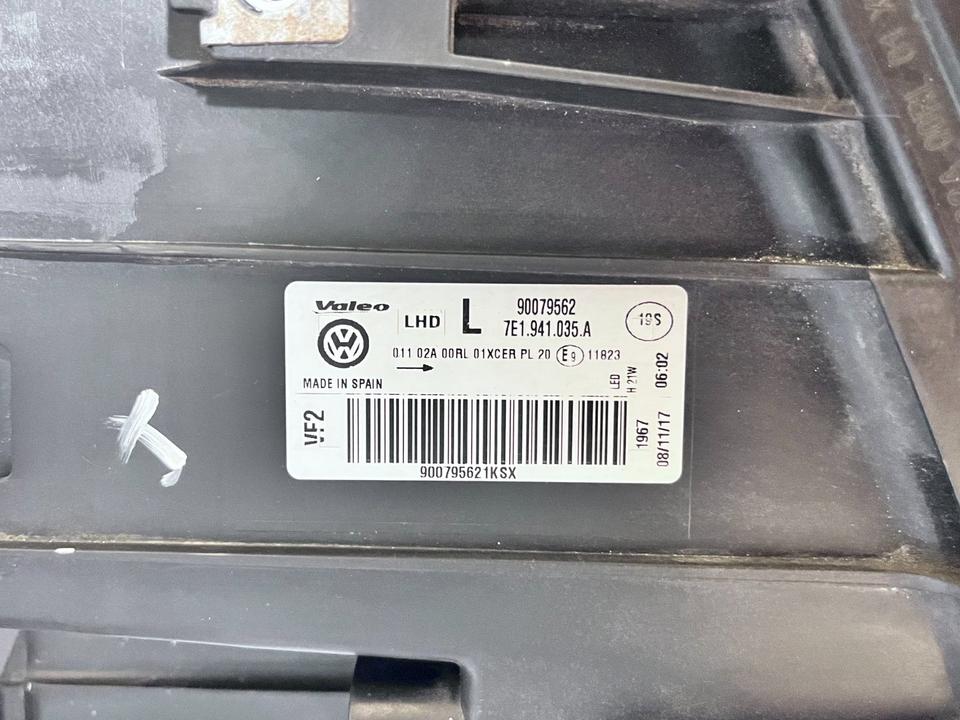 Valeo
LHD
L
90079562
7E1.941.035.A
19S
011 02A 00RL 01XCER PL 20 E9 11823
MADE IN SPAIN
LED
H 21W
06:02
VF2
1967
08/11/17
900795621KSX